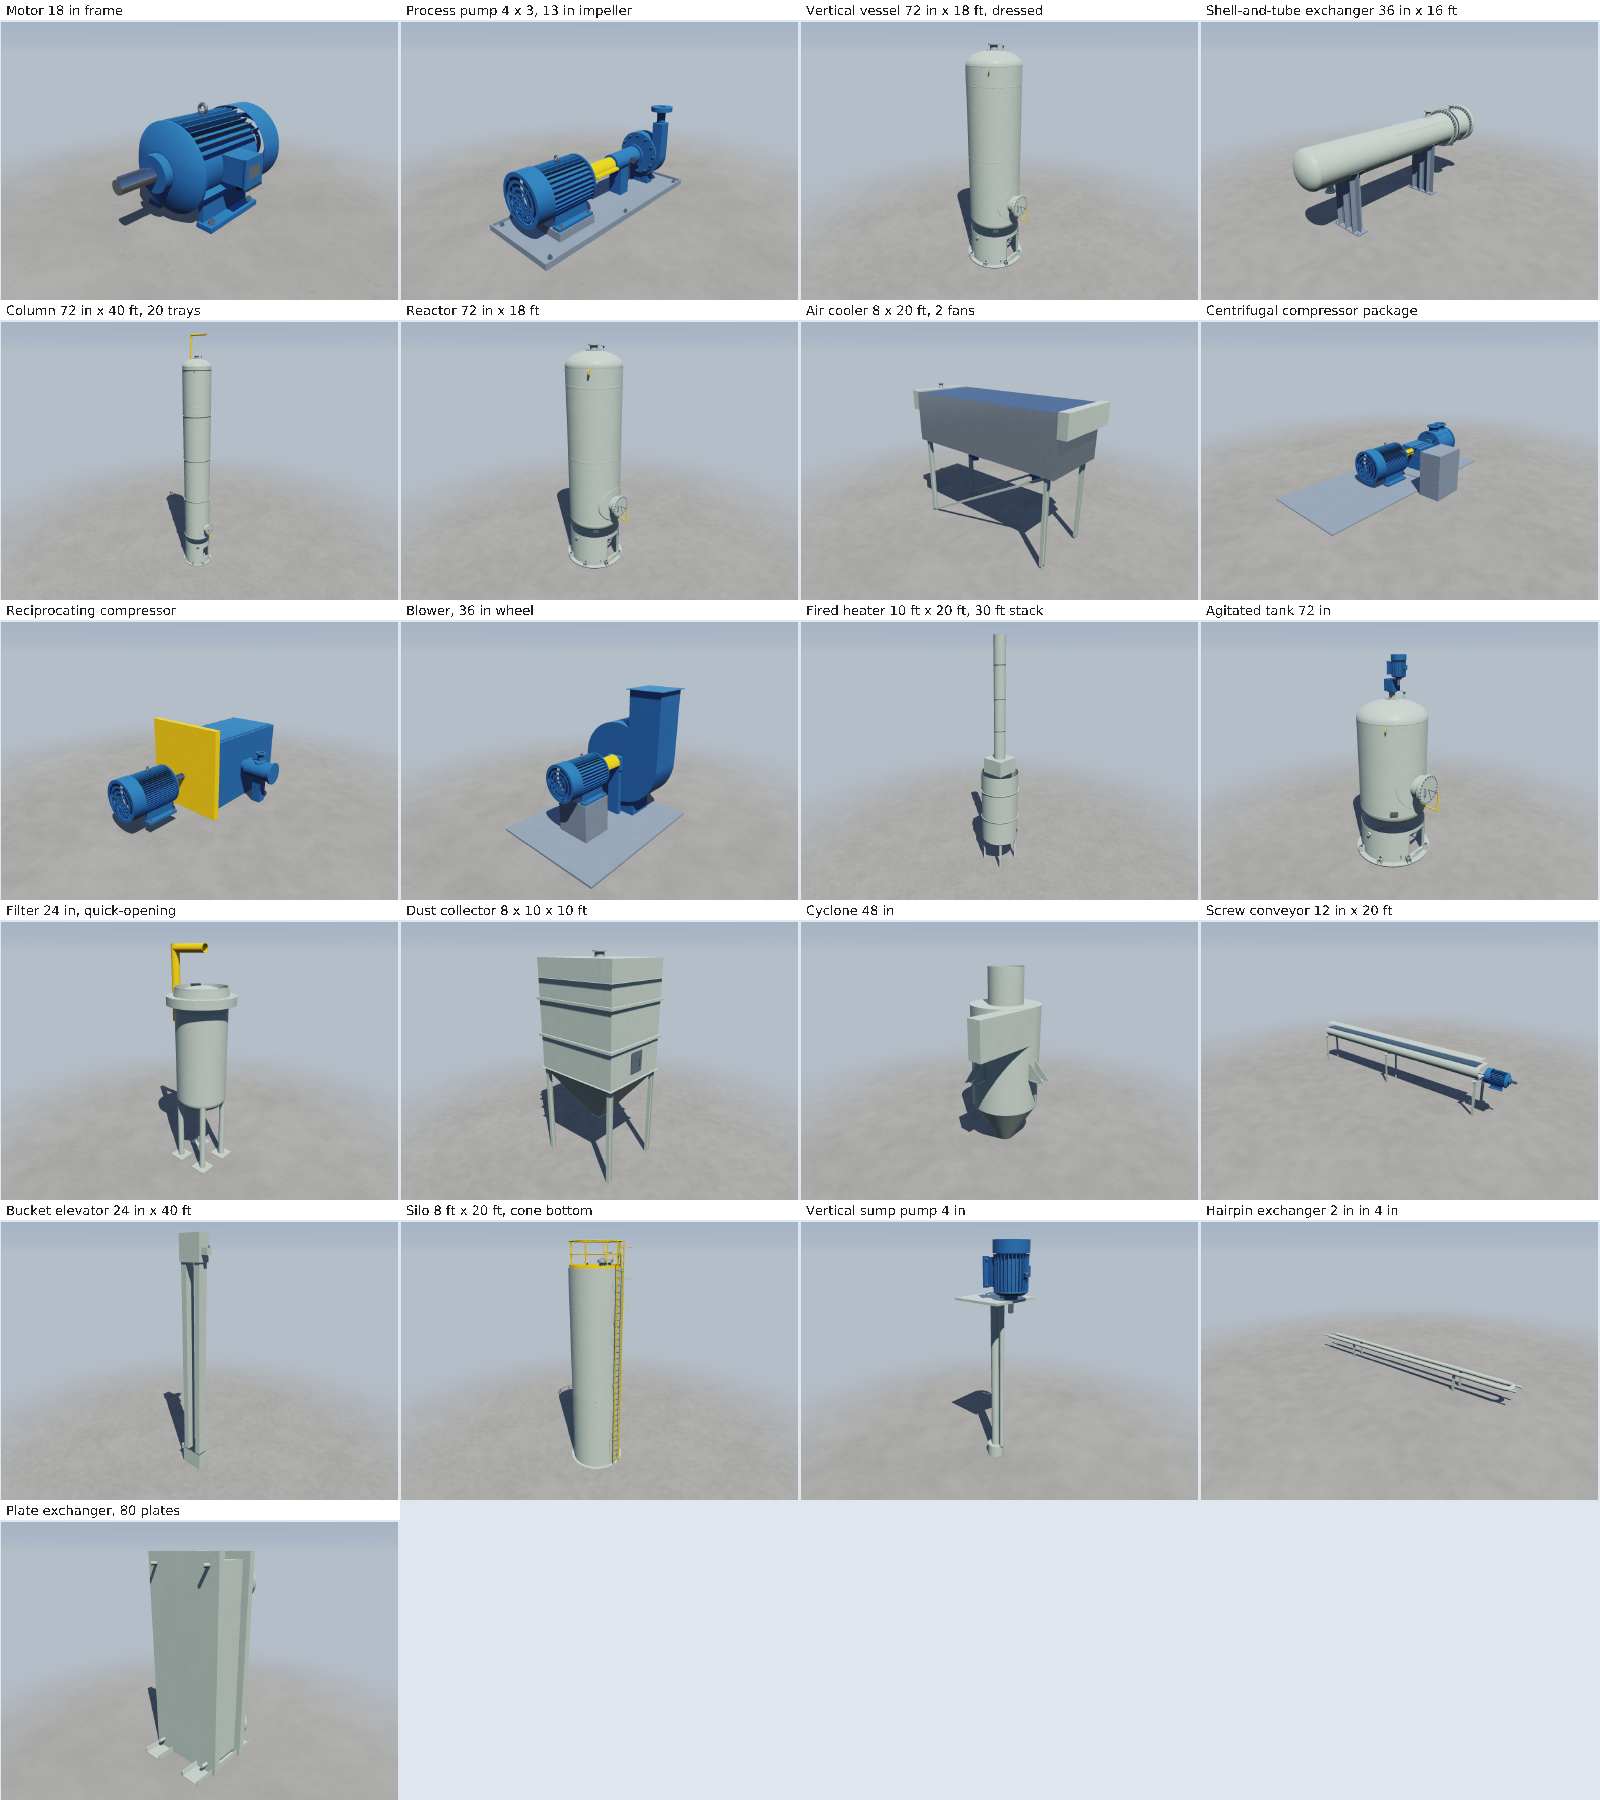 Motor 18 in frame
Process pump 4 x 3, 13 in impeller
Vertical vessel 72 in x 18 ft, dressed
Shell-and-tube exchanger 36 in x 16 ft
Column 72 in x 40 ft, 20 trays
Reactor 72 in x 18 ft
Air cooler 8 x 20 ft, 2 fans
Centrifugal compressor package
Reciprocating compressor
Blower, 36 in wheel
Fired heater 10 ft x 20 ft, 30 ft stack
Agitated tank 72 in
Filter 24 in, quick-opening
Dust collector 8 x 10 x 10 ft
Cyclone 48 in
Screw conveyor 12 in x 20 ft
Bucket elevator 24 in x 40 ft
Silo 8 ft x 20 ft, cone bottom
Vertical sump pump 4 in
Hairpin exchanger 2 in in 4 in
Plate exchanger, 80 plates